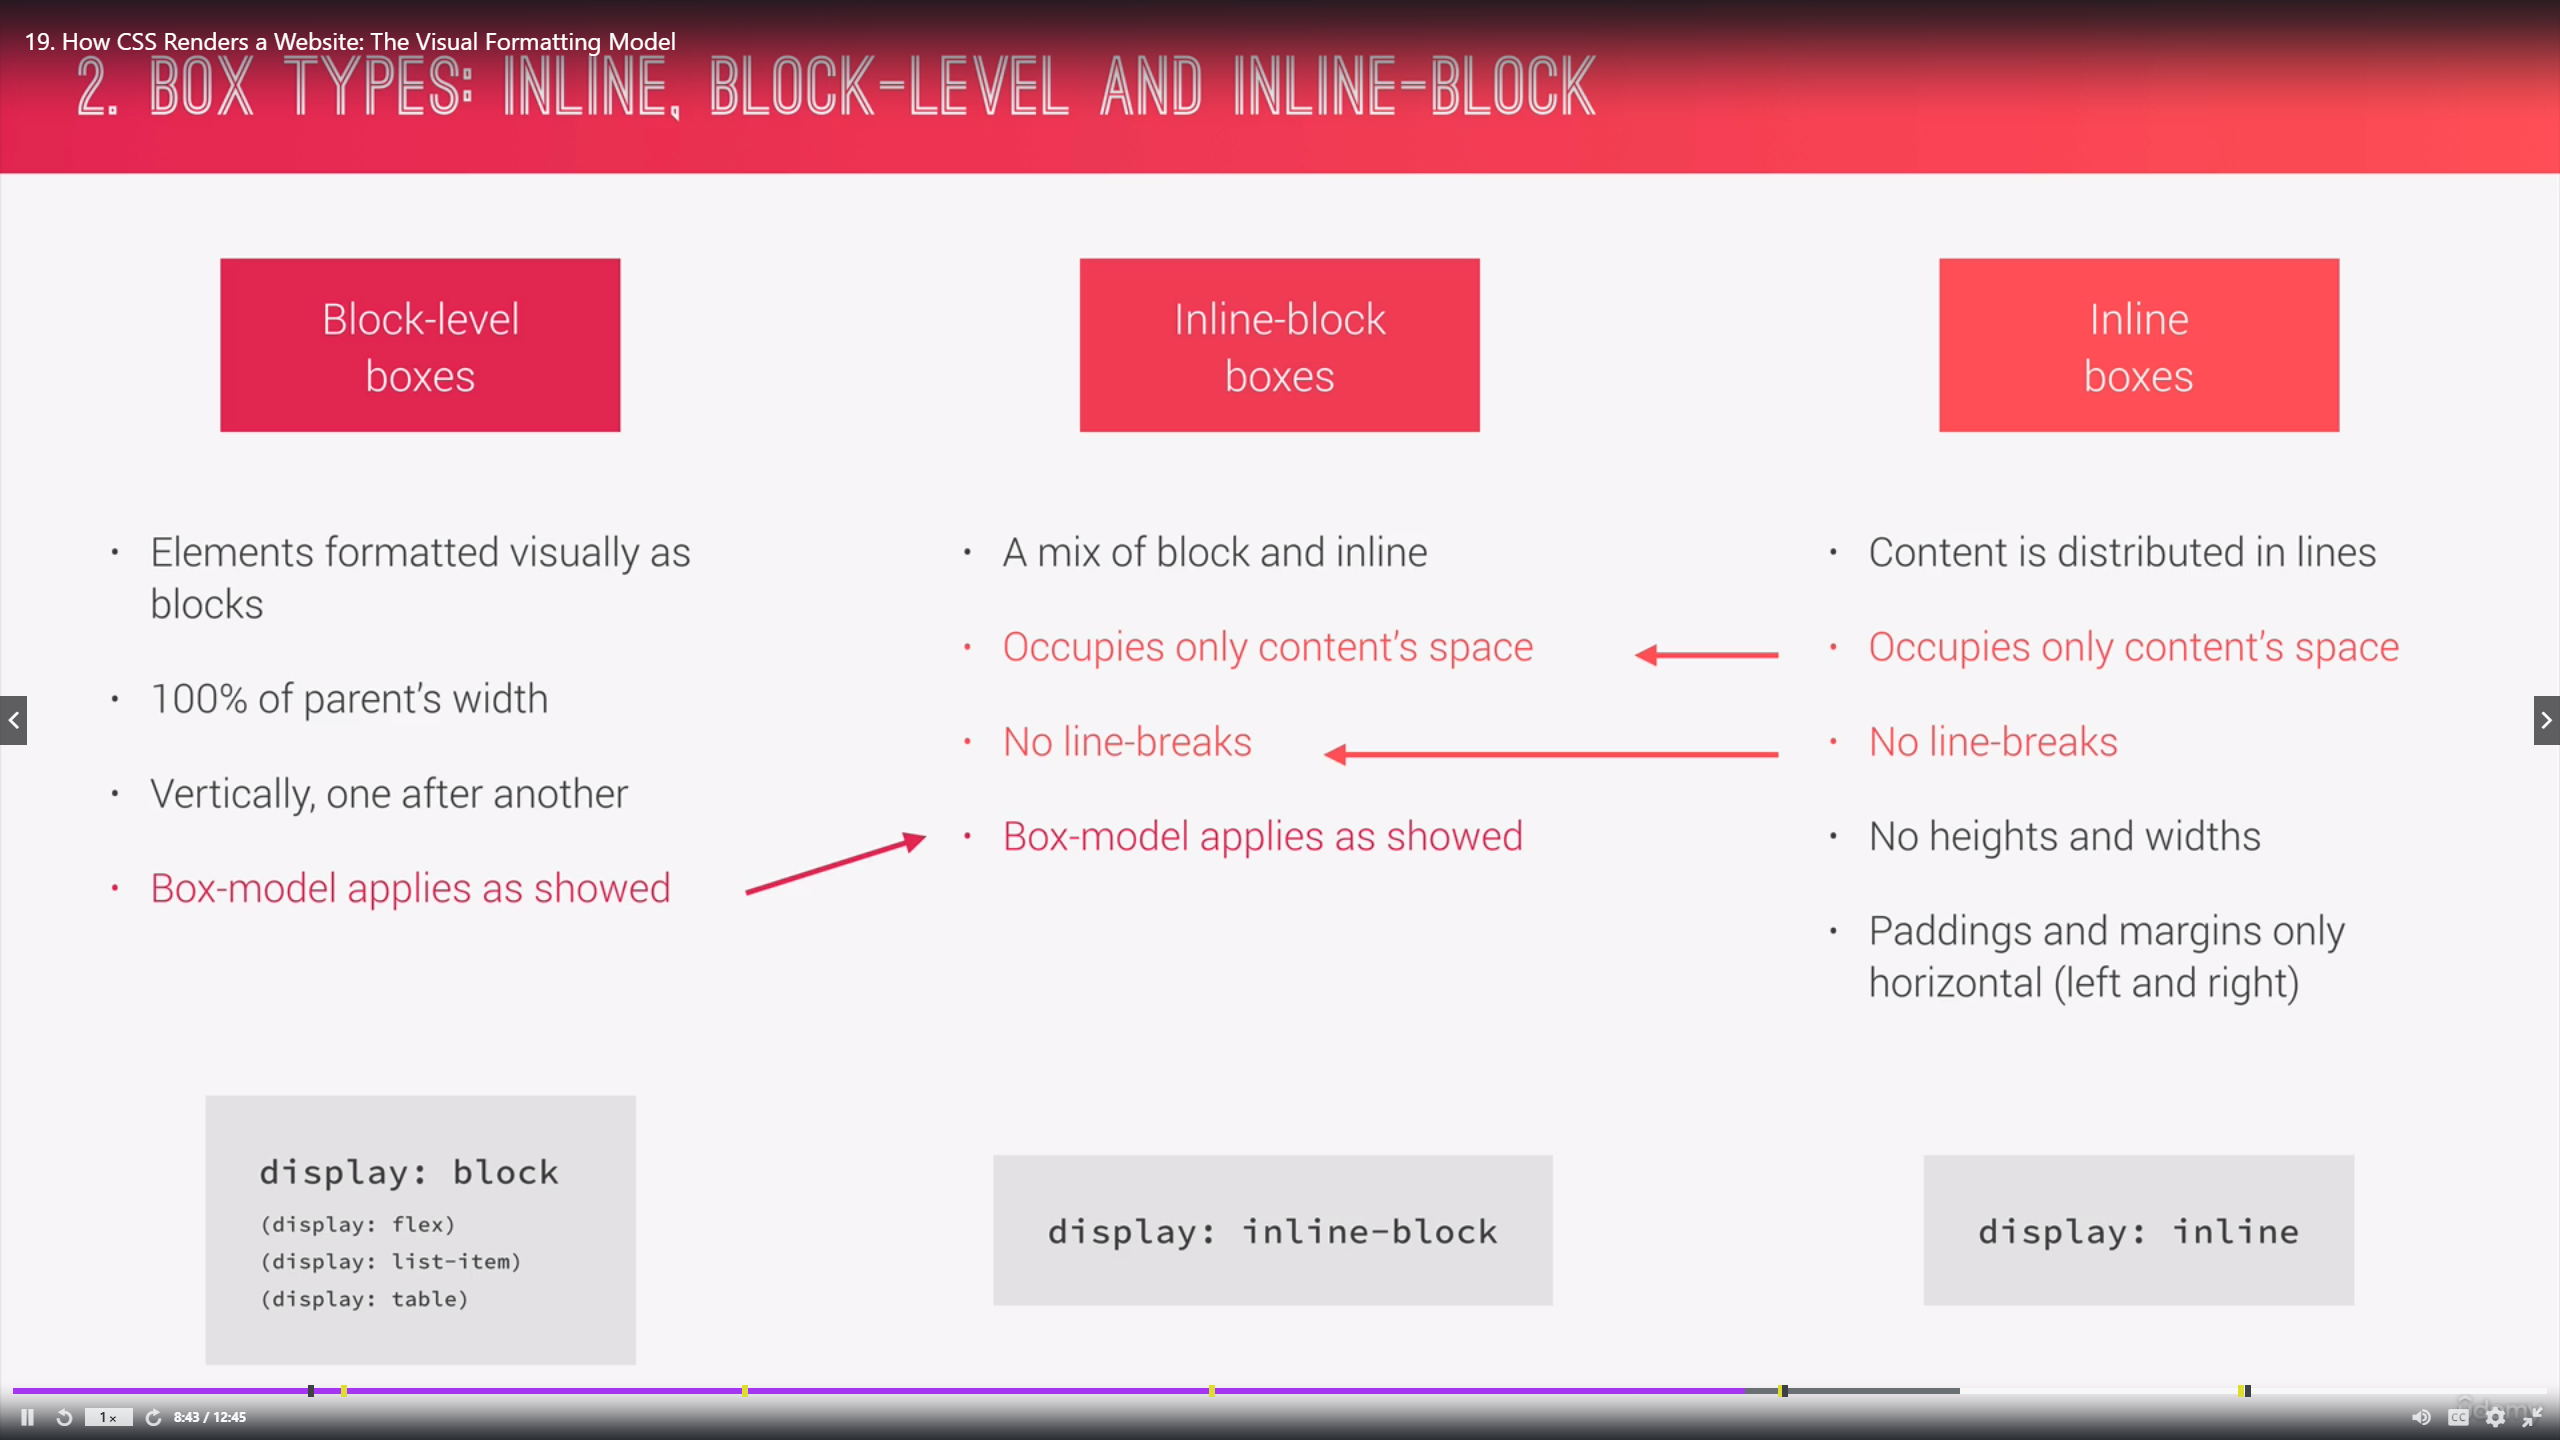 19. How CSS Renders a Website: The Visual Formatting Model
2. BOX TYPES: INLINE, BLOCK-LEVEL AND INLINE-BLOCK
Block-level
boxes
• Elements formatted visually as
blocks
• 100% of parent’s width
• Vertically, one after another
• Box-model applies as showed
display: block
(display: flex)
(display: list-item)
(display: table)
Inline-block
boxes
• A mix of block and inline
• Occupies only content’s space
• No line-breaks
• Box-model applies as showed
display: inline-block
Inline
boxes
• Content is distributed in lines
• Occupies only content’s space
• No line-breaks
• No heights and widths
• Paddings and margins only
horizontal (left and right)
display: inline
1x
8:43 / 12:45
CC